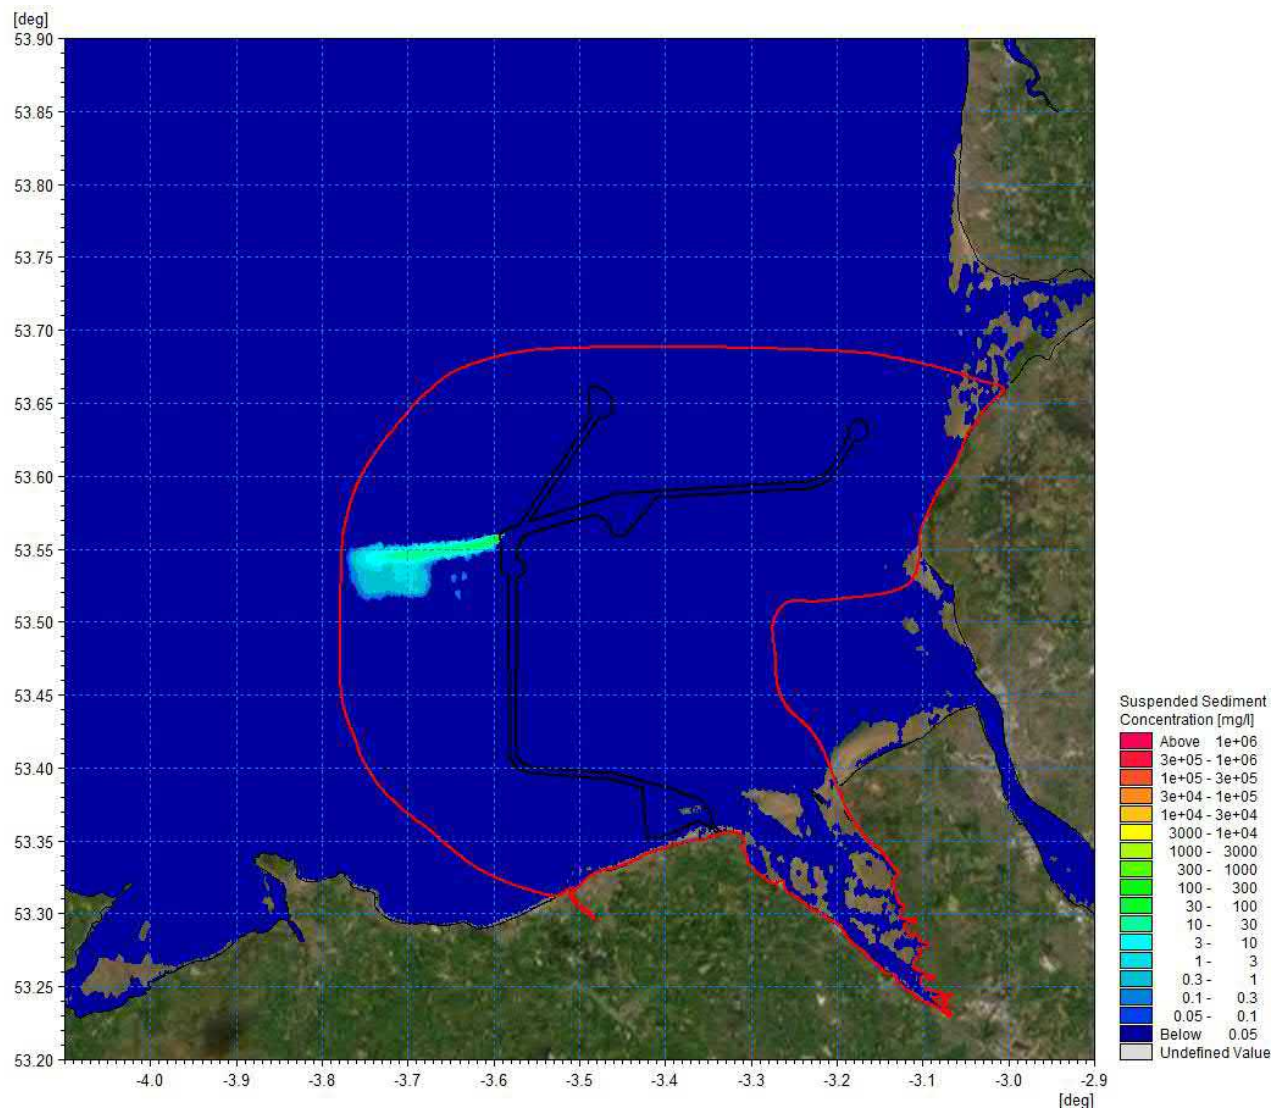 [deg]
53.90
53.85
53.80
53.75
53.70
53.65
53.60
53.55
53.50
53.45
53.40
53.35
53.30
53.25
53.20
-4.0 -3.9 -3.8 -3.7 -3.6 -3.5 -3.4 -3.3 -3.2 -3.1 -3.0 -2.9
[deg]
Suspended Sediment
Concentration [mg/l]
Above 1e+06
3e+05 - 1e+06
1e+05 - 3e+05
3e+04 - 1e+05
1e+04 - 3e+04
3000 - 1e+04
1000 - 3000
300 - 1000
100 - 300
30 - 100
10 - 30
3 - 10
1 - 3
0.3 - 1
0.1 - 0.3
0.05 - 0.1
Below 0.05
Undefined Value